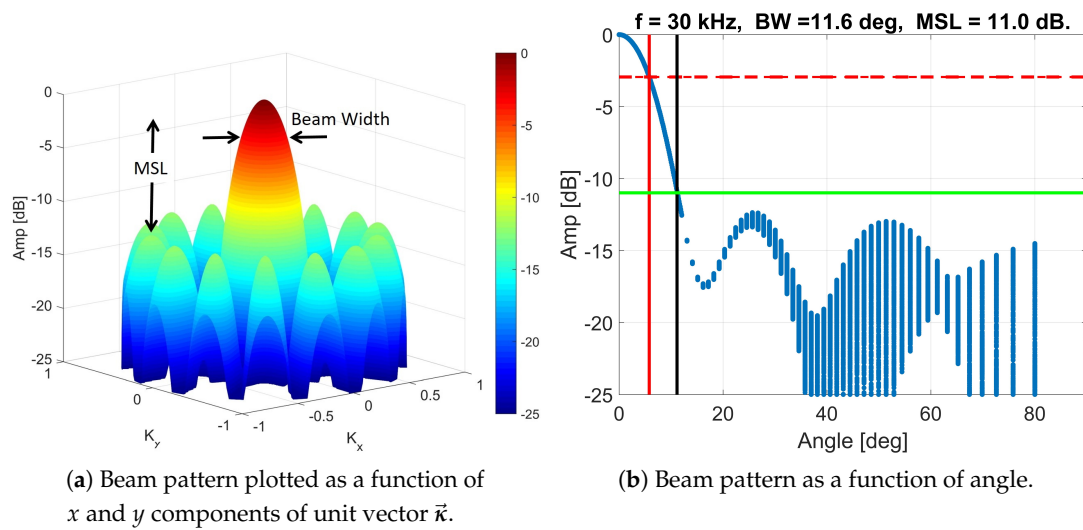 f = 30 kHz, BW =11.6 deg, MSL = 11.0 dB.
0
-5
-10
-15
-20
-25
Amp [dB]
Beam Width
MSL
1
0
-1
K_y
-1
-0.5
0
0.5
1
K_x
0
-5
-10
-15
-20
-25
0
-5
-10
-15
-20
-25
Amp [dB]
0
20
40
60
80
Angle [deg]
(a) Beam pattern plotted as a function of
x and y components of unit vector κ⃗.
(b) Beam pattern as a function of angle.